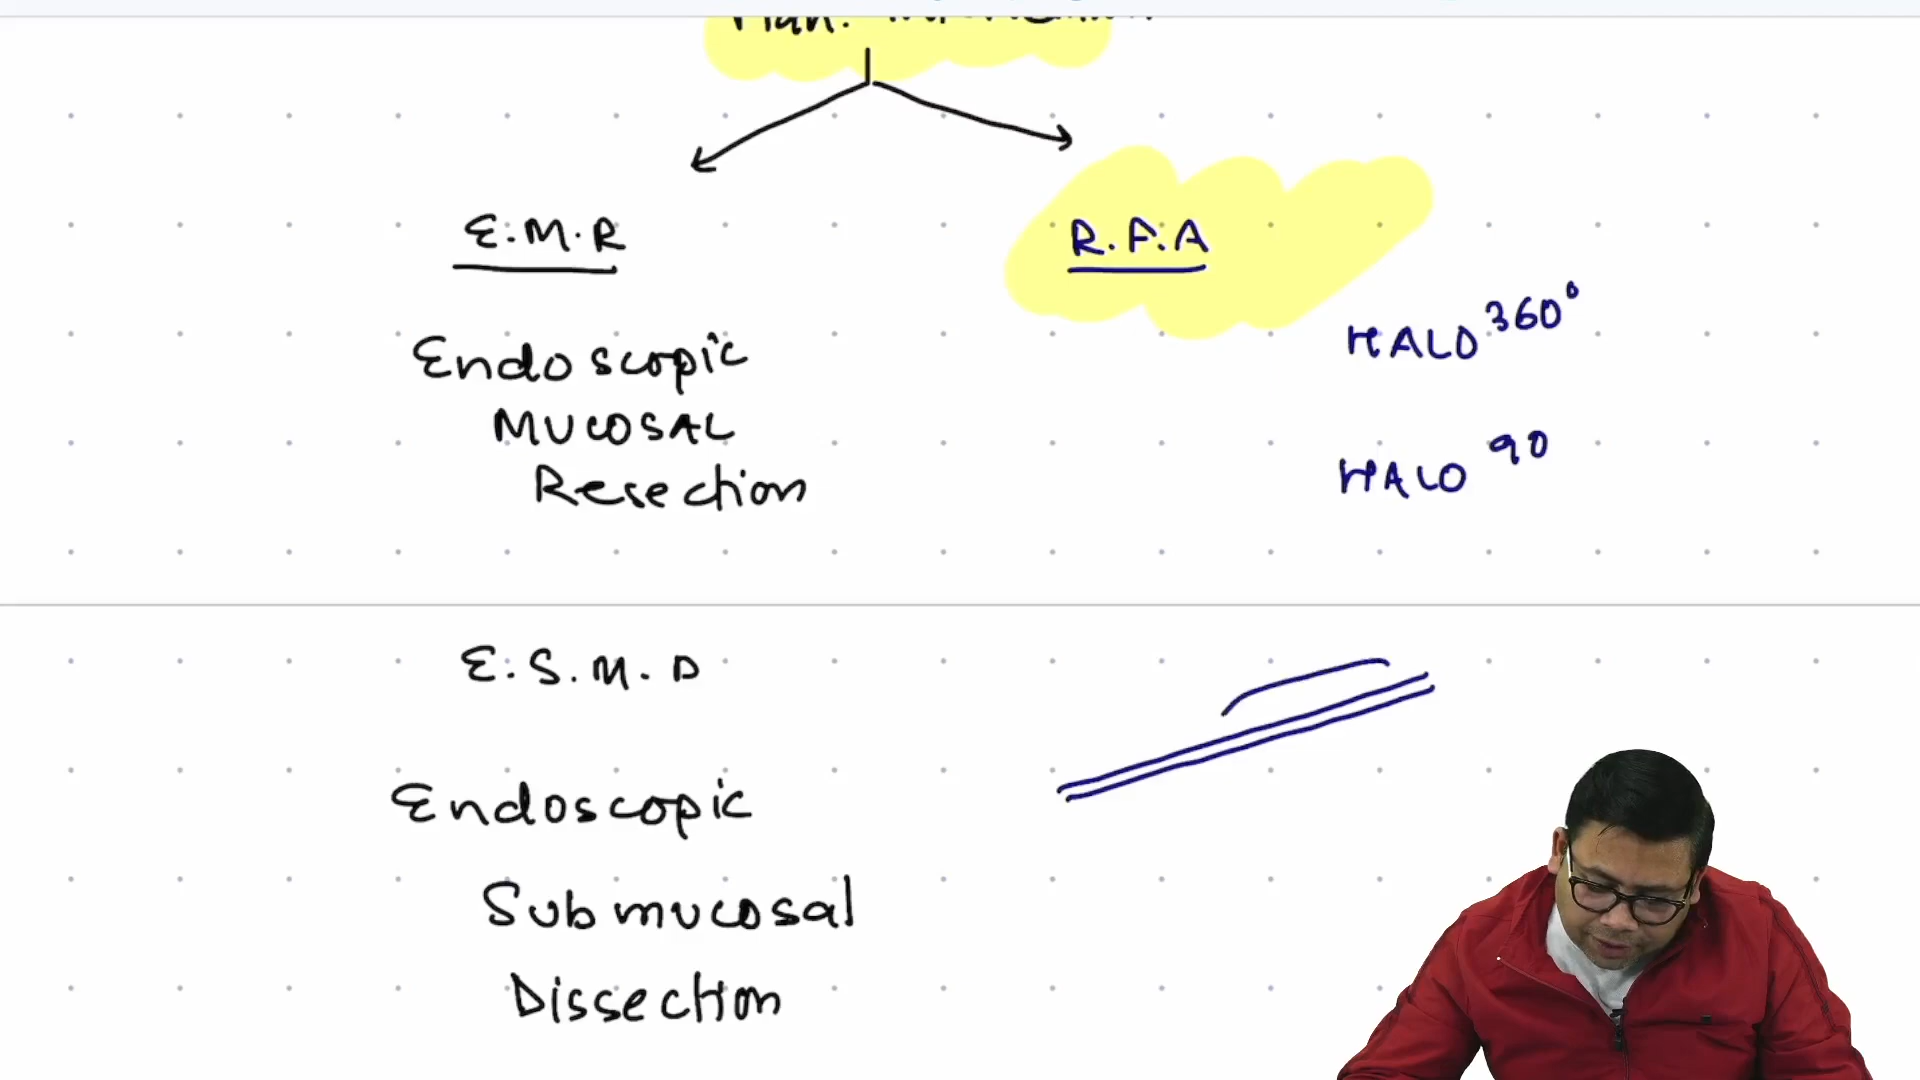 E.M.R
R.F.A
HALO 360°
Endoscopic
MUCOSAL
Resection
HALO 90
E.S.M.D
Endoscopic
Submucosal
Dissection